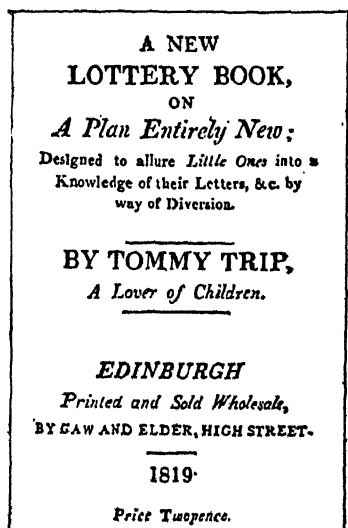 A NEW
LOTTERY BOOK,
ON
A Plan Entirely New;
Designed to allure Little Ones into a
Knowledge of their Letters, &c. by
way of Diversion.
BY TOMMY TRIP,
A Lover of Children.
EDINBURGH
Printed and Sold Wholesale,
BY CAW AND ELDER, HIGH STREET.
1819.
Price Twopence.